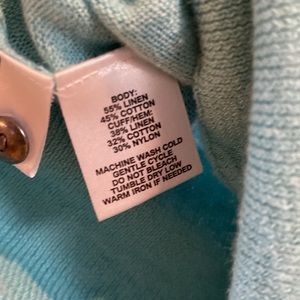 BODY:
55% LINEN
45% COTTON
CUFF/HEM:
38% LINEN
32% COTTON
30% NYLON
MACHINE WASH COLD
GENTLE CYCLE
DO NOT BLEACH
TUMBLE DRY LOW
WARM IRON IF NEEDED